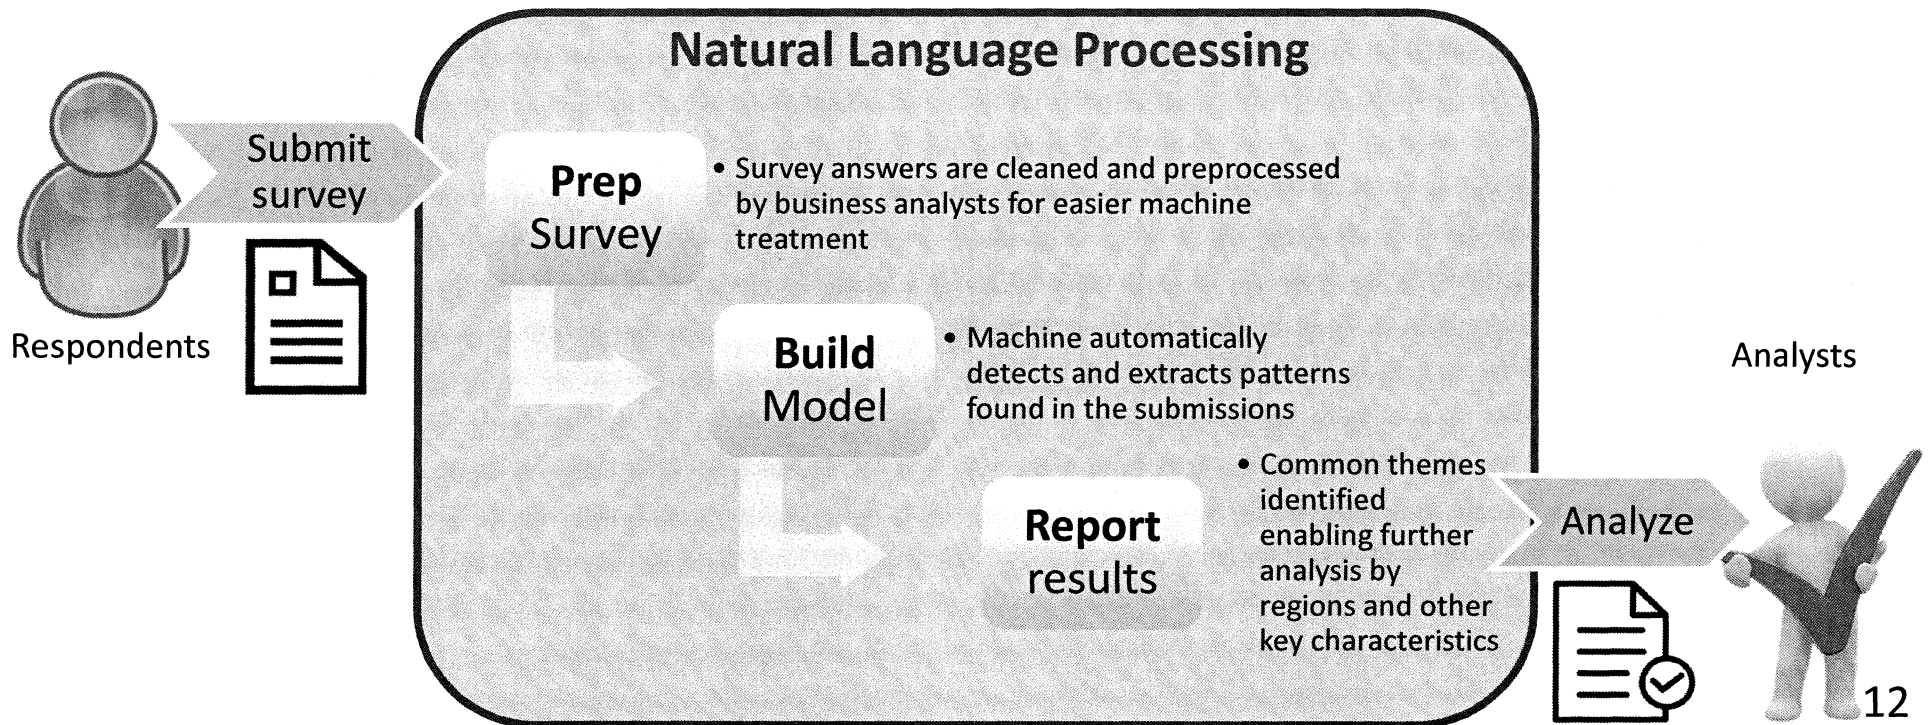 Natural Language Processing
Submit
survey
Respondents
Prep
Survey
• Survey answers are cleaned and preprocessed
by business analysts for easier machine
treatment
Build
Model
• Machine automatically
detects and extracts patterns
found in the submissions
Report
results
• Common themes
identified
enabling further
analysis by
regions and other
key characteristics
Analyze
Analysts
12